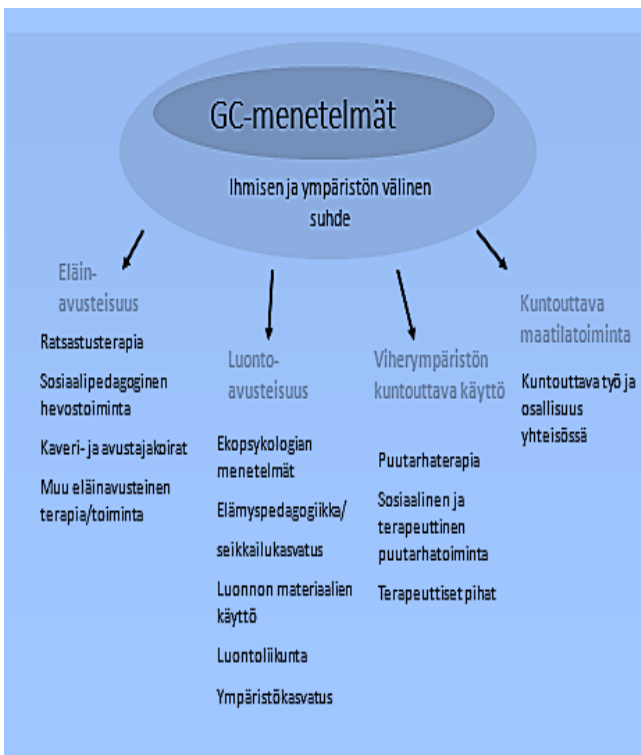 GC-menetelmät
Ihmisen ja ympäristön välinen
suhde
Eläin-
avusteisuus
Ratsastusterapia
Sosiaalipedagoginen
hevostoiminta
Kaveri- ja avustajakoirat
Muu eläinavusteinen
terapia/toiminta
Luonto-
avusteisuus
Ekopsykologian
menetelmät
Elämyspedagogiikka/
seikkailukasvatus
Luonnon materiaalien
käyttö
Luontoliikunta
Ympäristökasvatus
Viherympäristön
kuntouttava käyttö
Puutarhaterapia
Sosiaalinen ja
terapeuttinen
puutarhatoiminta
Terapeuttiset pihat
Kuntouttava
maatilatoiminta
Kuntouttava työ ja
osallisuus
yhteisössä